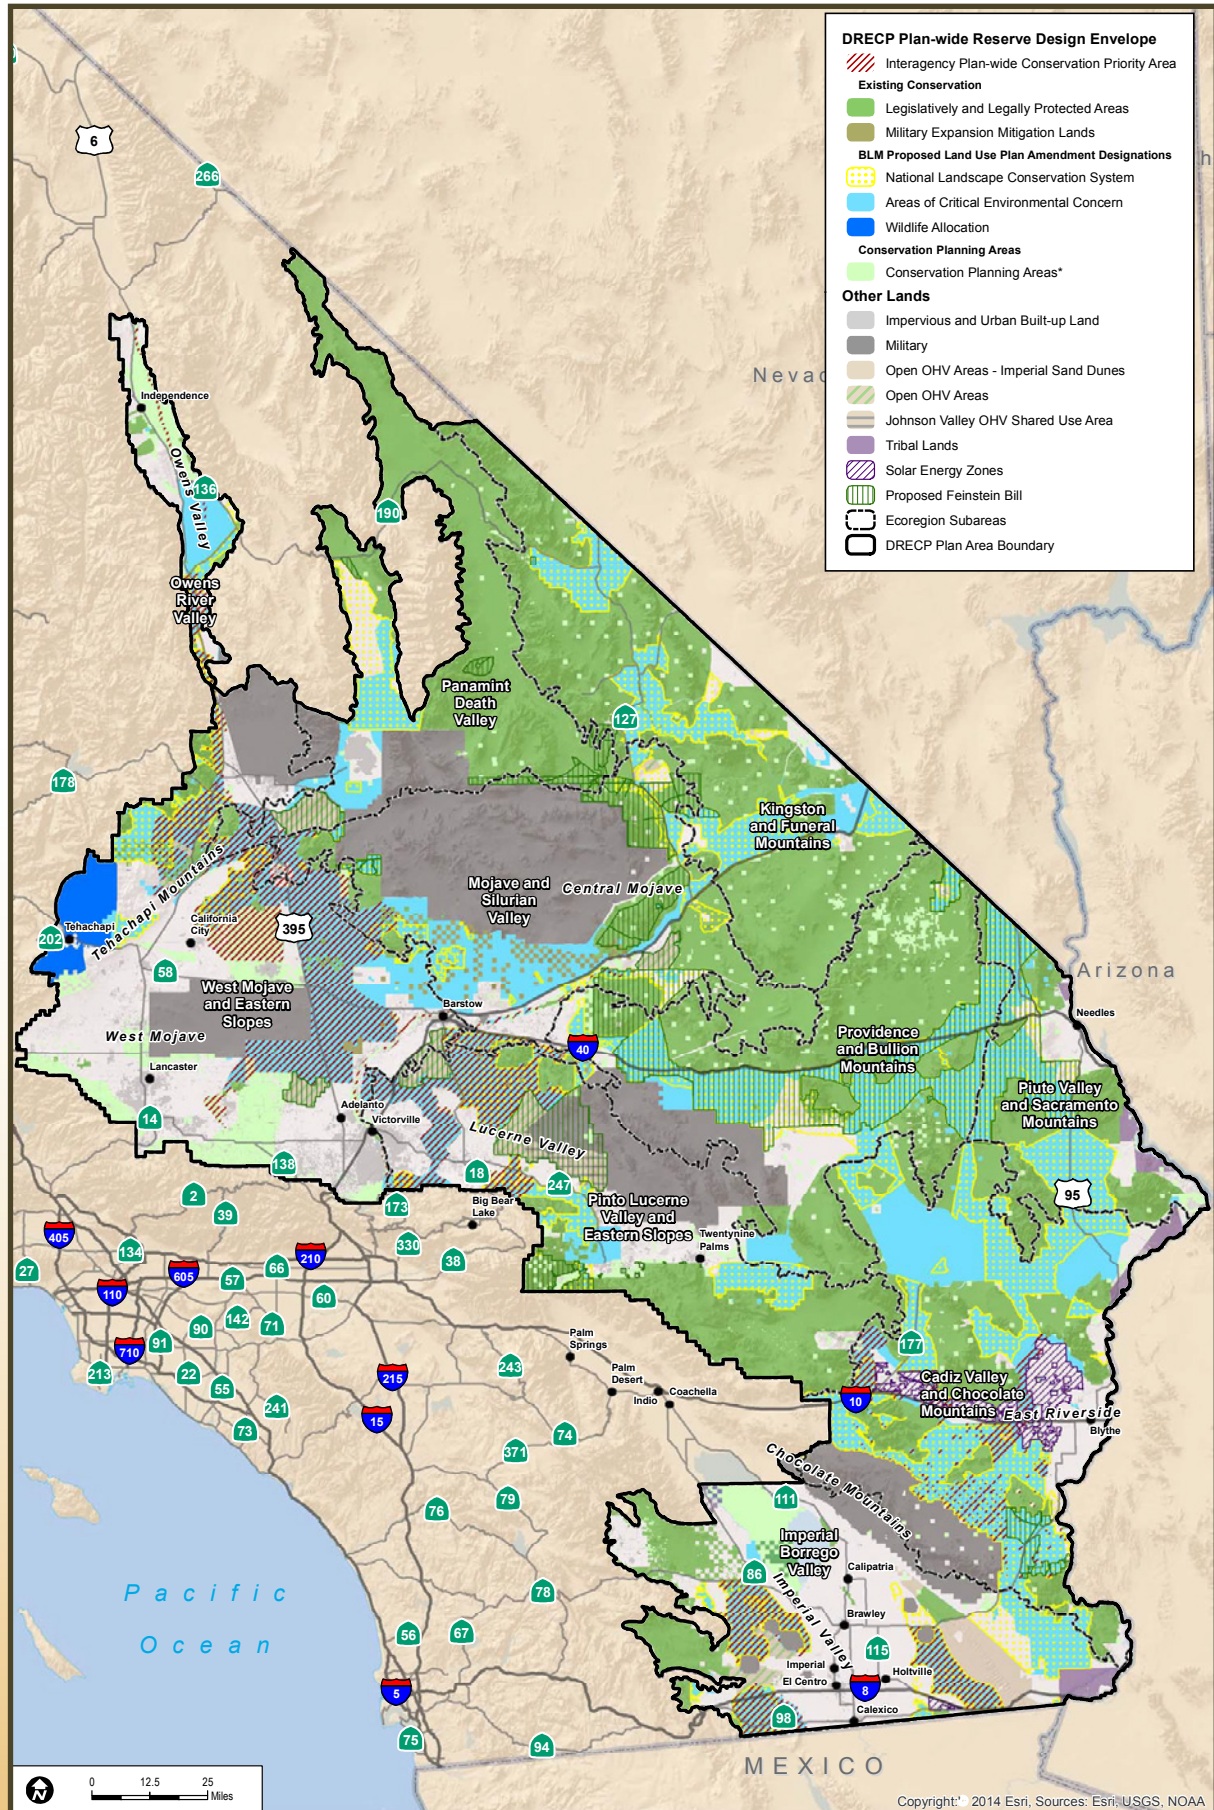 DRECP Plan-wide Reserve Design Envelope
Interagency Plan-wide Conservation Priority Area
Existing Conservation
Legislatively and Legally Protected Areas
Military Expansion Mitigation Lands
BLM Proposed Land Use Plan Amendment Designations
National Landscape Conservation System
Areas of Critical Environmental Concern
Wildlife Allocation
Conservation Planning Areas
Conservation Planning Areas*
Other Lands
Impervious and Urban Built-up Land
Military
Open OHV Areas - Imperial Sand Dunes
Open OHV Areas
Johnson Valley OHV Shared Use Area
Tribal Lands
Solar Energy Zones
Proposed Feinstein Bill
Ecoregion Subareas
DRECP Plan Area Boundary
6
266
Nevad
Independence
Owens Valley
136
190
Owens
River
Valley
Panamint
Death
Valley
127
178
Kingston
and Funeral
Mountains
Tehachapi Mountains
Mojave and
Silurian
Valley
Central Mojave
California
City
395
Tehachapi
202
58
Arizona
West Mojave
and Eastern
Slopes
Barstow
Needles
West Mojave
40
Providence
and Bullion
Mountains
Lancaster
Piute Valley
and Sacramento
Mountains
14
Adelanto
Victorville
Lucerne Valley
138
18
247
95
2
39
173
Big Bear
Lake
Pinto Lucerne
Valley and
Eastern Slopes
Twentynine
Palms
405
134
210
330
38
27
605
57
66
110
60
142
71
90
91
710
177
Palm
Springs
243
213
22
55
215
Palm
Desert
Coachella
Indio
Cadiz Valley
and Chocolate
Mountains
10
East Riverside
Blythe
241
15
73
74
371
Chocolate Mountains
79
76
111
Imperial
Borrego
Valley
Calipatria
86
78
Imperial Valley
Brawley
Pacific
Ocean
56
67
115
Imperial
El Centro
Holtville
8
5
98
Calexico
75
94
MEXICO
N
0 12.5 25
Miles
Copyright:© 2014 Esri, Sources: Esri, USGS, NOAA